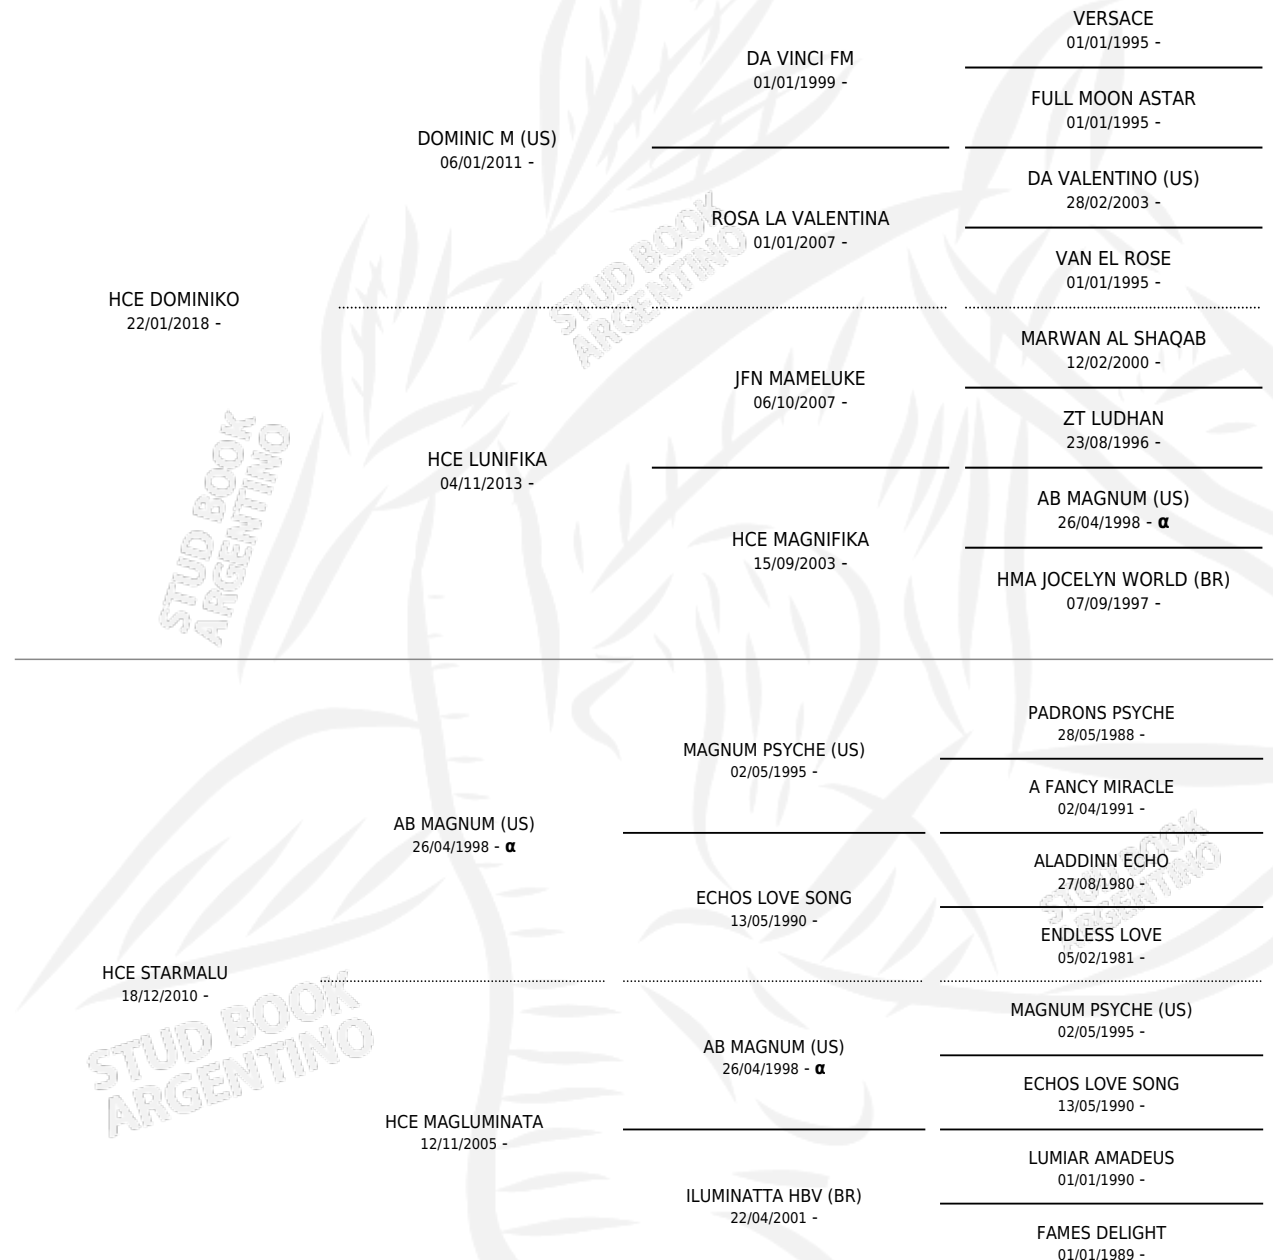 VERSACE
01/01/1995 -
DA VINCI FM
01/01/1999 -
FULL MOON ASTAR
01/01/1995 -
DOMINIC M (US)
06/01/2011 -
DA VALENTINO (US)
28/02/2003 -
ROSA LA VALENTINA
01/01/2007 -
VAN EL ROSE
01/01/1995 -
STUD BOOK
ARGENTINO
HCE DOMINIKO
22/01/2018 -
MARWAN AL SHAQAB
12/02/2000 -
JFN MAMELUKE
06/10/2007 -
ZT LUDHAN
23/08/1996 -
HCE LUNIFIKA
04/11/2013 -
AB MAGNUM (US)
26/04/1998 - α
HCE MAGNIFIKA
15/09/2003 -
HMA JOCELYN WORLD (BR)
07/09/1997 -
STUD BOOK
ARGENTINO
PADRONS PSYCHE
28/05/1988 -
MAGNUM PSYCHE (US)
02/05/1995 -
A FANCY MIRACLE
02/04/1991 -
AB MAGNUM (US)
26/04/1998 - α
ALADDINN ECHO
27/08/1980 -
ECHOS LOVE SONG
13/05/1990 -
ENDLESS LOVE
05/02/1981 -
STUD BOOK
ARGENTINO
HCE STARMALU
18/12/2010 -
STUD BOOK
ARGENTINO
MAGNUM PSYCHE (US)
02/05/1995 -
AB MAGNUM (US)
26/04/1998 - α
ECHOS LOVE SONG
13/05/1990 -
HCE MAGLUMINATA
12/11/2005 -
LUMIAR AMADEUS
01/01/1990 -
ILUMINATTA HBV (BR)
22/04/2001 -
FAMES DELIGHT
01/01/1989 -